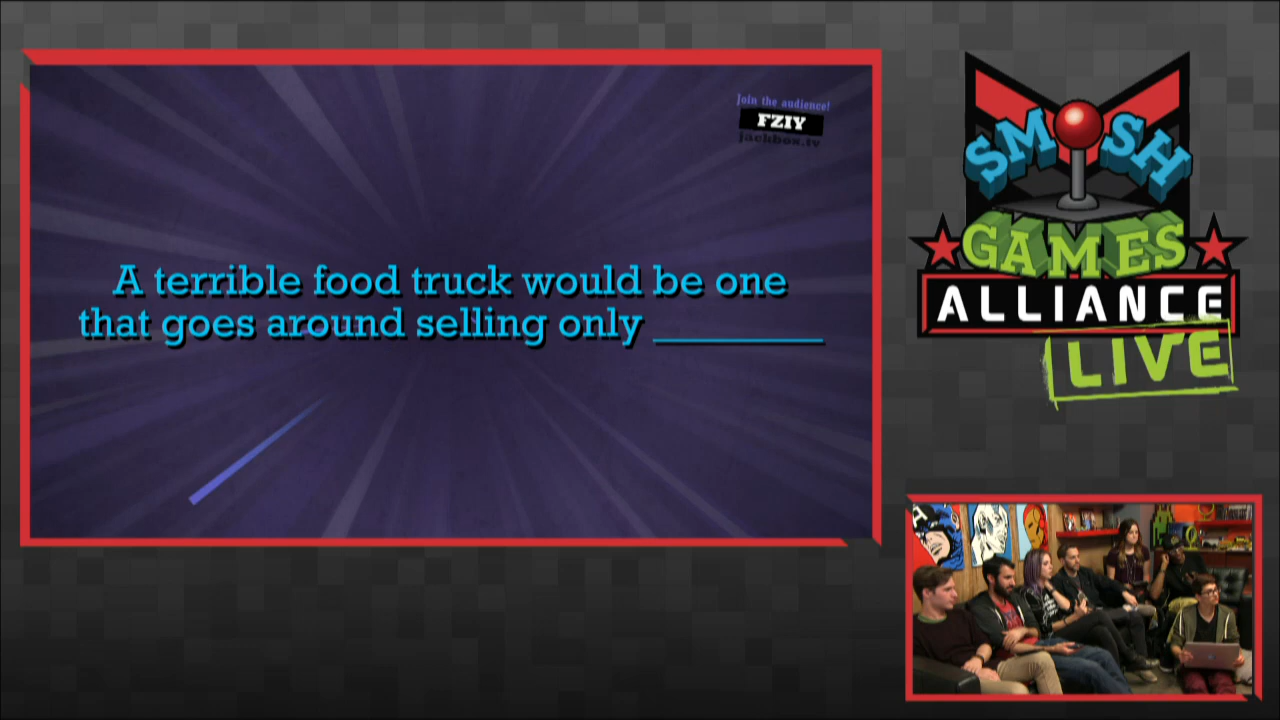 Join the audience!
FZIY
jackbox.tv
A terrible food truck would be one
that goes around selling only
SMOSH
GAMES
ALLIANCE
LIVE